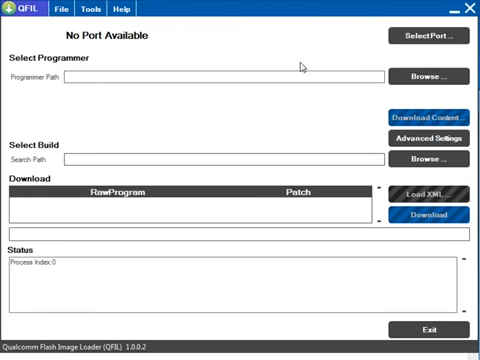 QFIL File Tools Help
No Port Available Select Port ...
Select Programmer
Programmer Path Browse ...
Download Content...
Advanced Settings
Select Build
Search Path Browse ...
Download
RawProgram Patch
Load XML ...
Download
Status
Process Index:0
Exit
Qualcomm Flash Image Loader (QFIL) 1.0.0.2